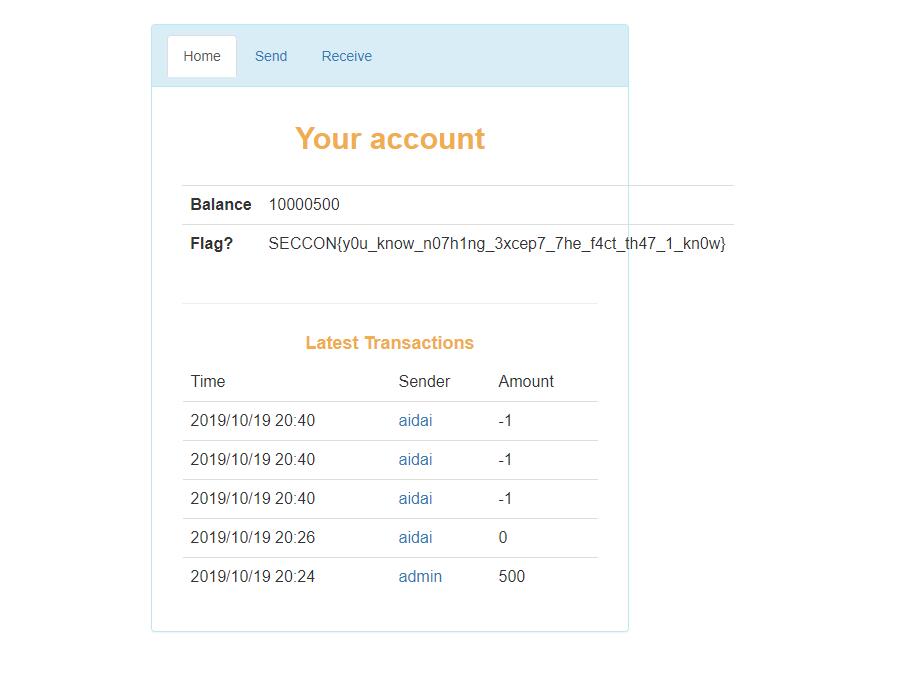 Home Send Receive
Your account
Balance 10000500
Flag? SECCON{y0u_know_n07h1ng_3xcep7_7he_f4ct_th47_1_kn0w}
Latest Transactions
Time Sender Amount
2019/10/19 20:40 aidai -1
2019/10/19 20:40 aidai -1
2019/10/19 20:40 aidai -1
2019/10/19 20:26 aidai 0
2019/10/19 20:24 admin 500